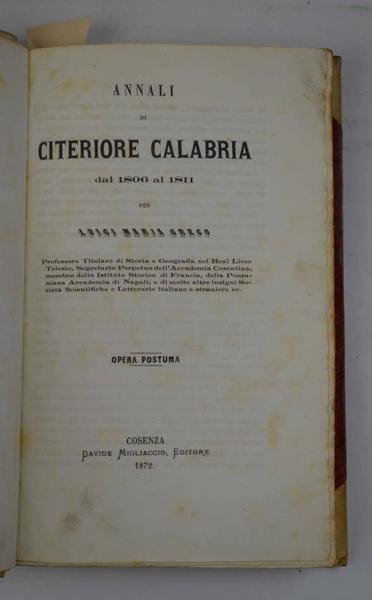 ANNALI
DI
CITERIORE CALABRIA
dal 1806 al 1811
PER
LUIGI MARIA GRECO
Professore Titolare di Storia e Geografia nel Real Liceo
Telesio, Segretario Perpetuo dell'Accademia Cosentina,
membro dello Istituto Storico di Francia, della Ponta-
niana Accademia di Napoli, e di molte altre insigni So-
cietà Scientifiche e Letterarie italiane e straniere ec.
OPERA POSTUMA
COSENZA
DAVIDE MIGLIACCIO, EDITORE
1872.